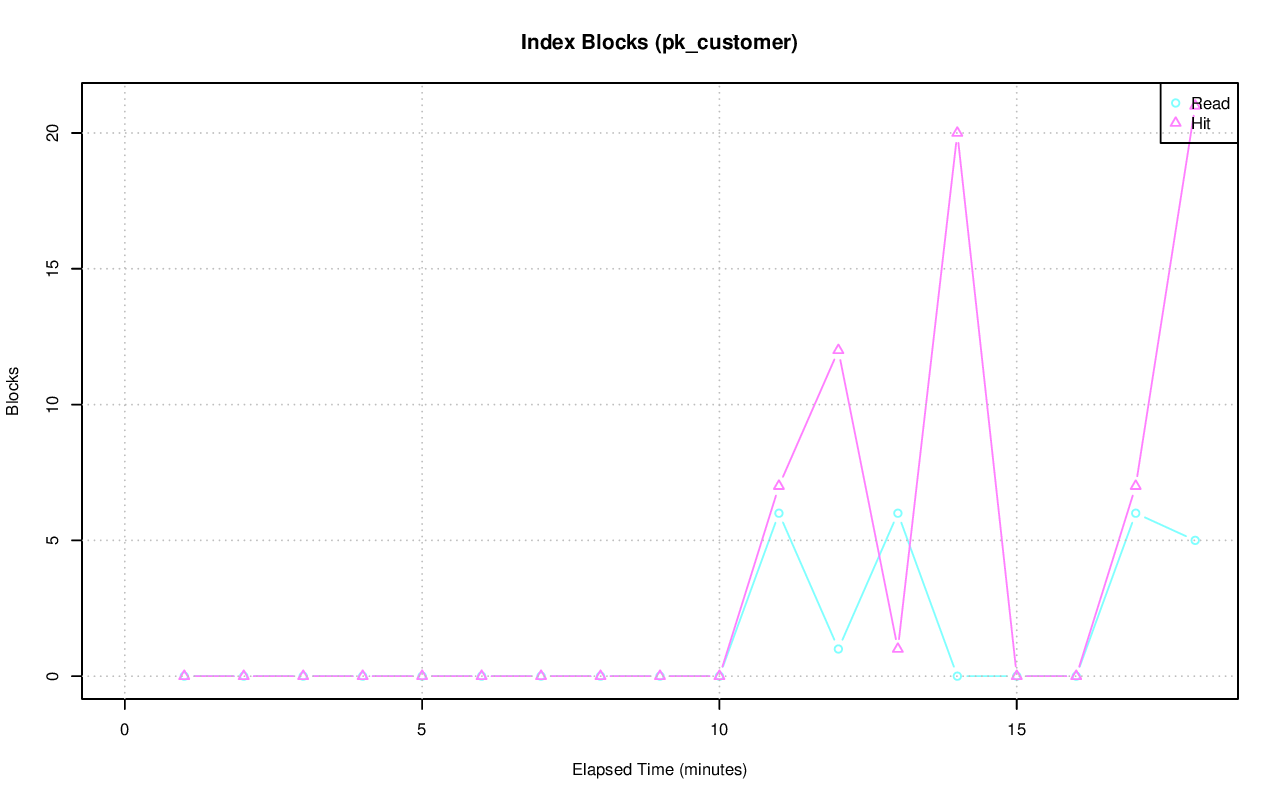 Index Blocks (pk_customer)
Read
Hit
20
15
10
5
0
Blocks
0 5 10 15
Elapsed Time (minutes)